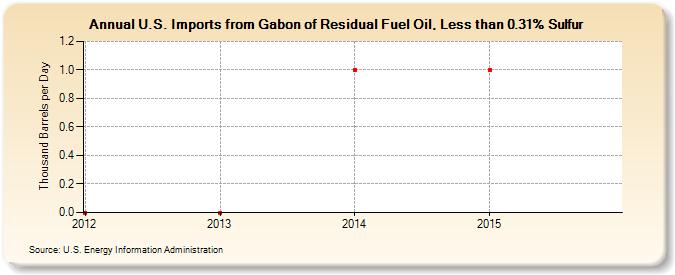 Annual U.S. Imports from Gabon of Residual Fuel Oil, Less than 0.31% Sulfur
Thousand Barrels per Day
1.2
1.0
0.8
0.6
0.4
0.2
0.0
2012 2013 2014 2015
Source: U.S. Energy Information Administration